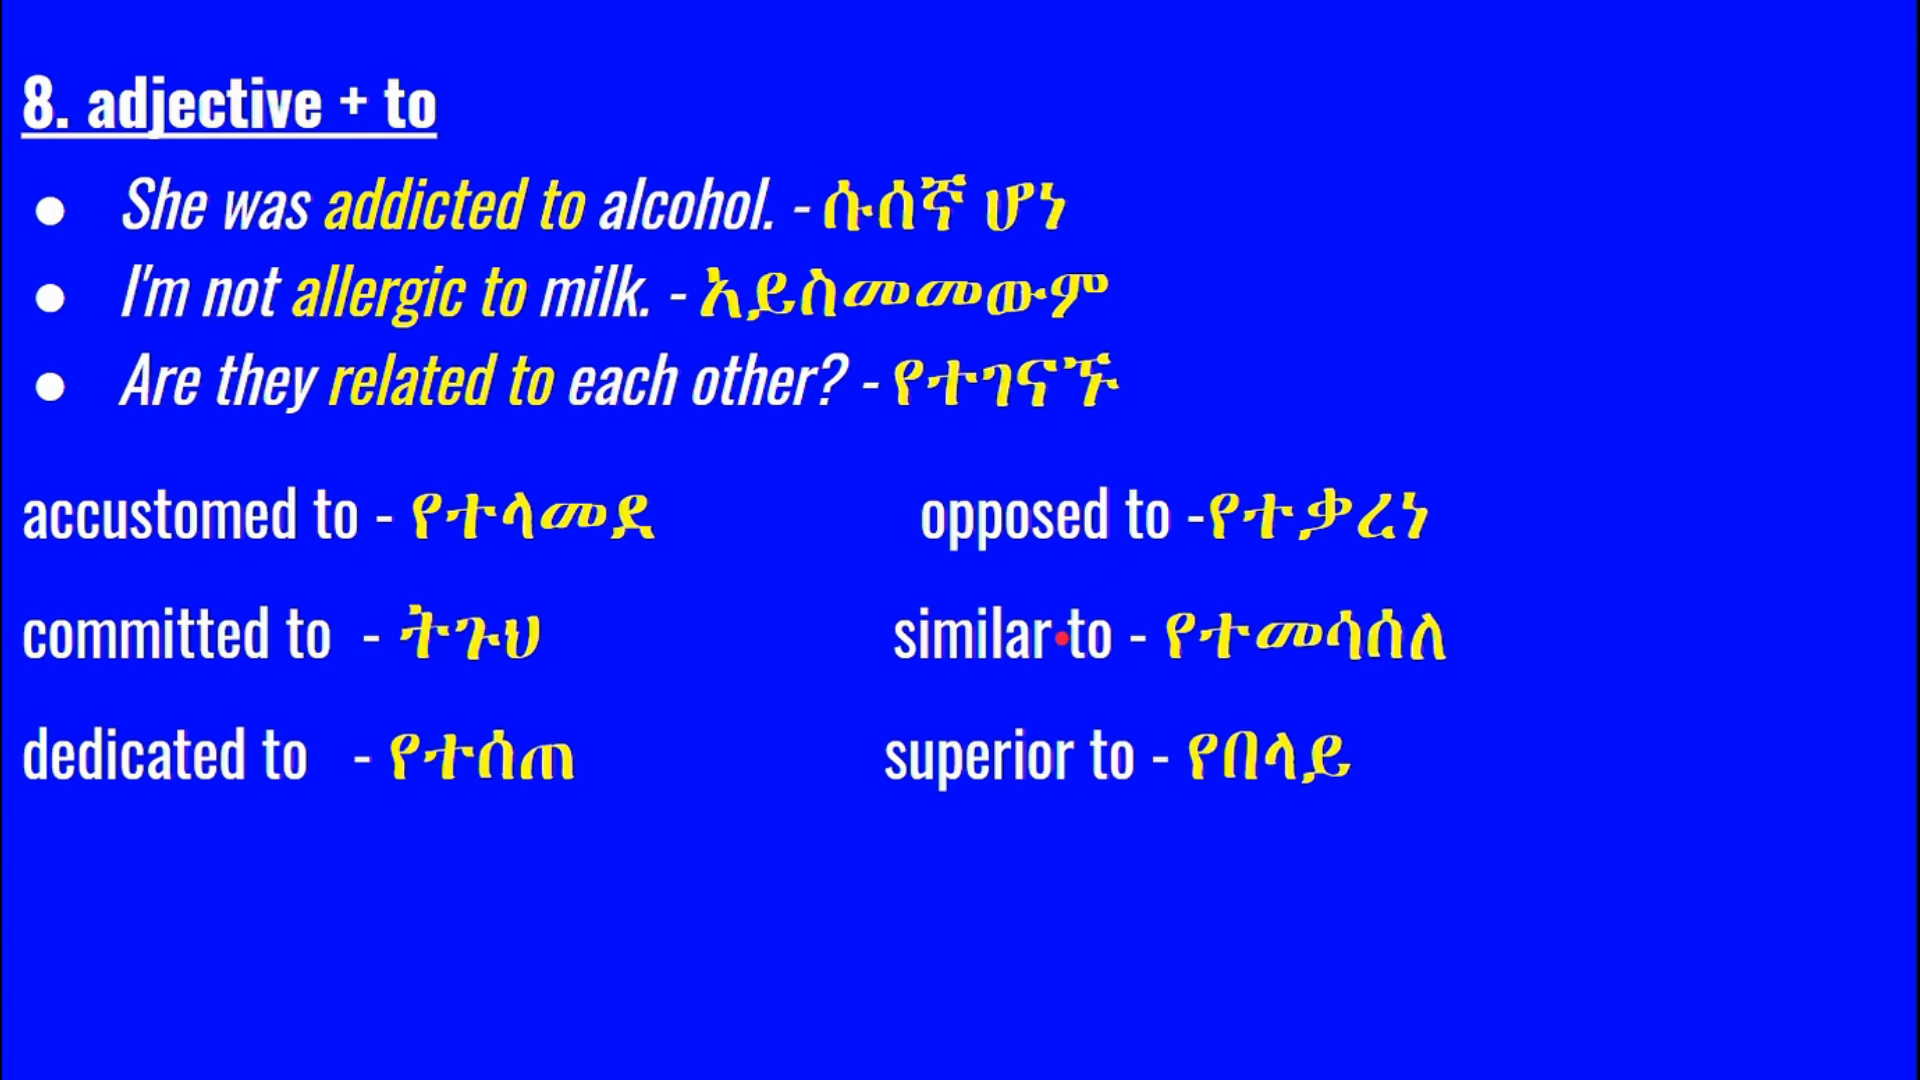 8. adjective + to
● She was addicted to alcohol. - ሱሰኛ ሆነ
● I'm not allergic to milk. - አይስመመውም
● Are they related to each other? - የተገናኙ
accustomed to - የተላመደ opposed to -የተቃረነ
committed to - ትጉህ similar to - የተመሳሰለ
dedicated to - የተሰጠ superior to - የበላይ